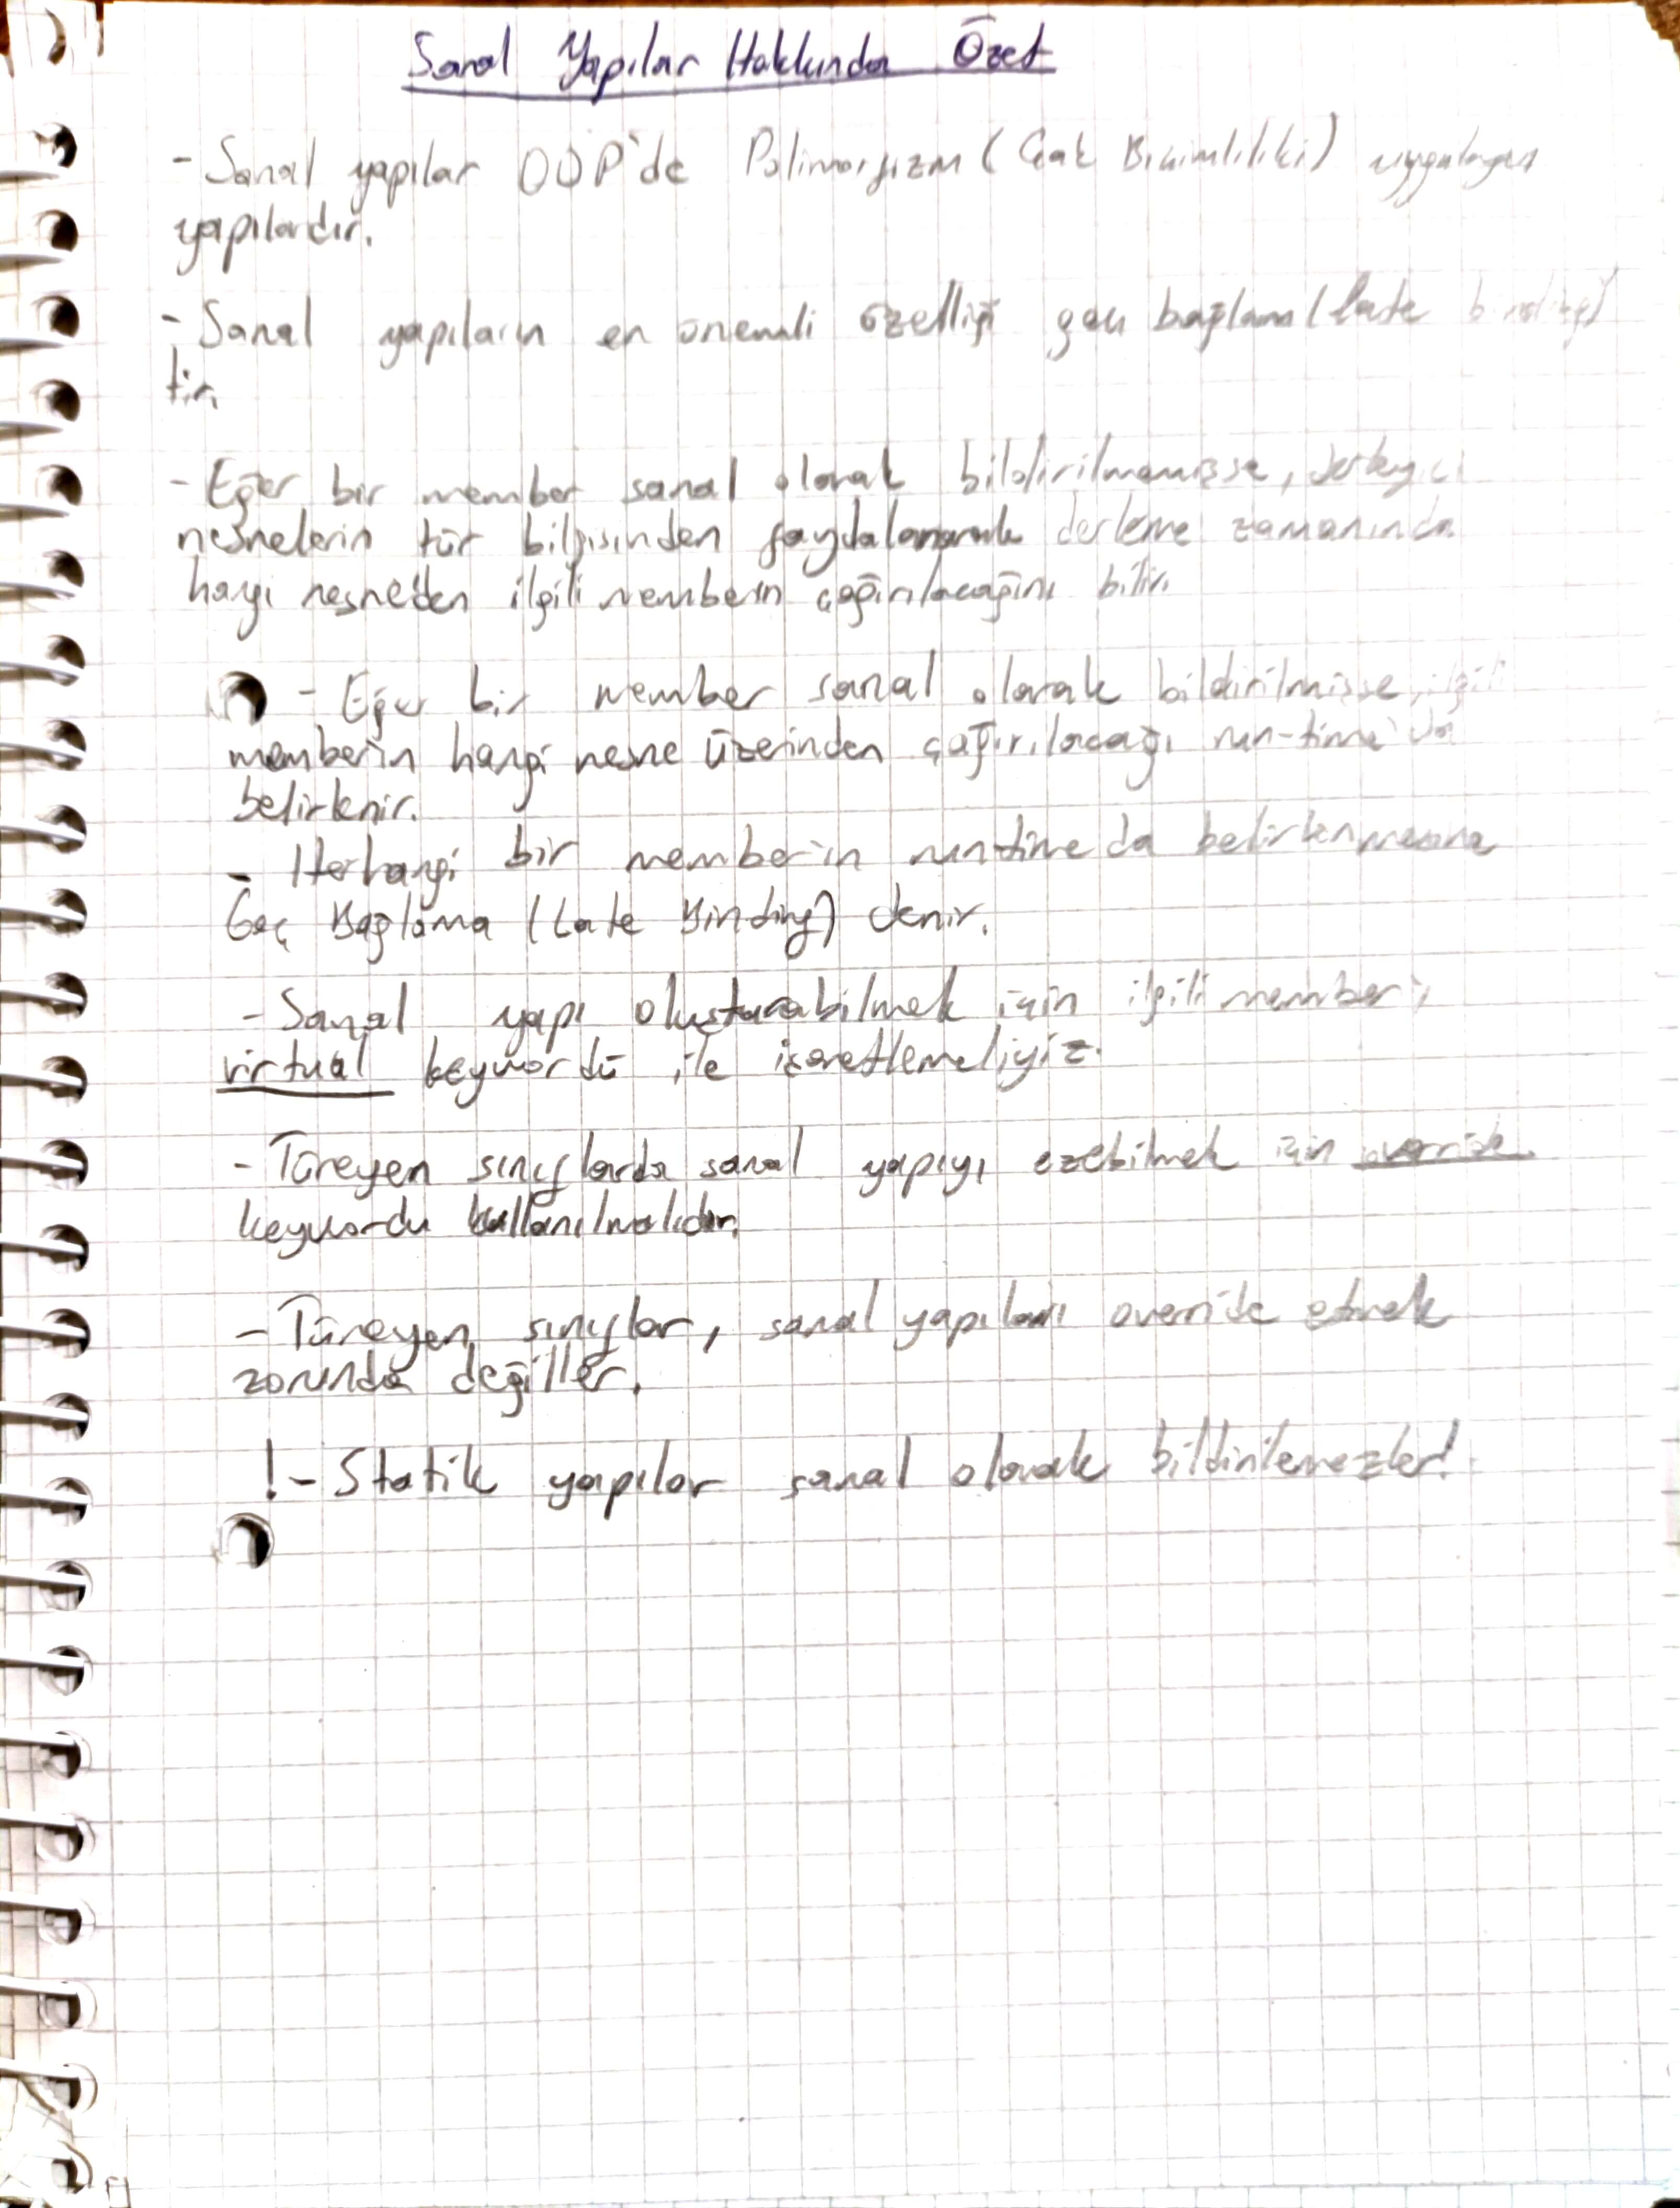 Sanal Yapılar Hakkında Özet
- Sanal yapılar OOP'de Polimorfizm (Çok Biçimlilik) uygulayan
yapılardır.
- Sanal yapıların en önemli özelliği geç bağlama (late binding)
tir.
- Eğer bir member sanal olarak bildirilmemişse, derleyici
nesnelerin tür bilgisinden faydalanarak derleme zamanında
hangi nesneden ilgili memberın çağırılacağını bilir.
- Eğer bir member sanal olarak bildirilmişse, ilgili
member'ın hangi nesne üzerinden çağırılacağı run-time'da
belirlenir.
- Herhangi bir member'ın runtime da belirlenmesine
Geç Bağlama (Late Binding) denir.
- Sanal yapı oluşturabilmek için ilgili member'ı
virtual keywordü ile işaretlemeliyiz.
- Türeyen sınıflarda sanal yapıyı ezebilmek için override
keywordu kullanılmalıdır.
- Türeyen sınıflar, sanal yapıları override etmek
zorunda değiller.
!- Statik yapılar sanal olarak bildirilemezler!